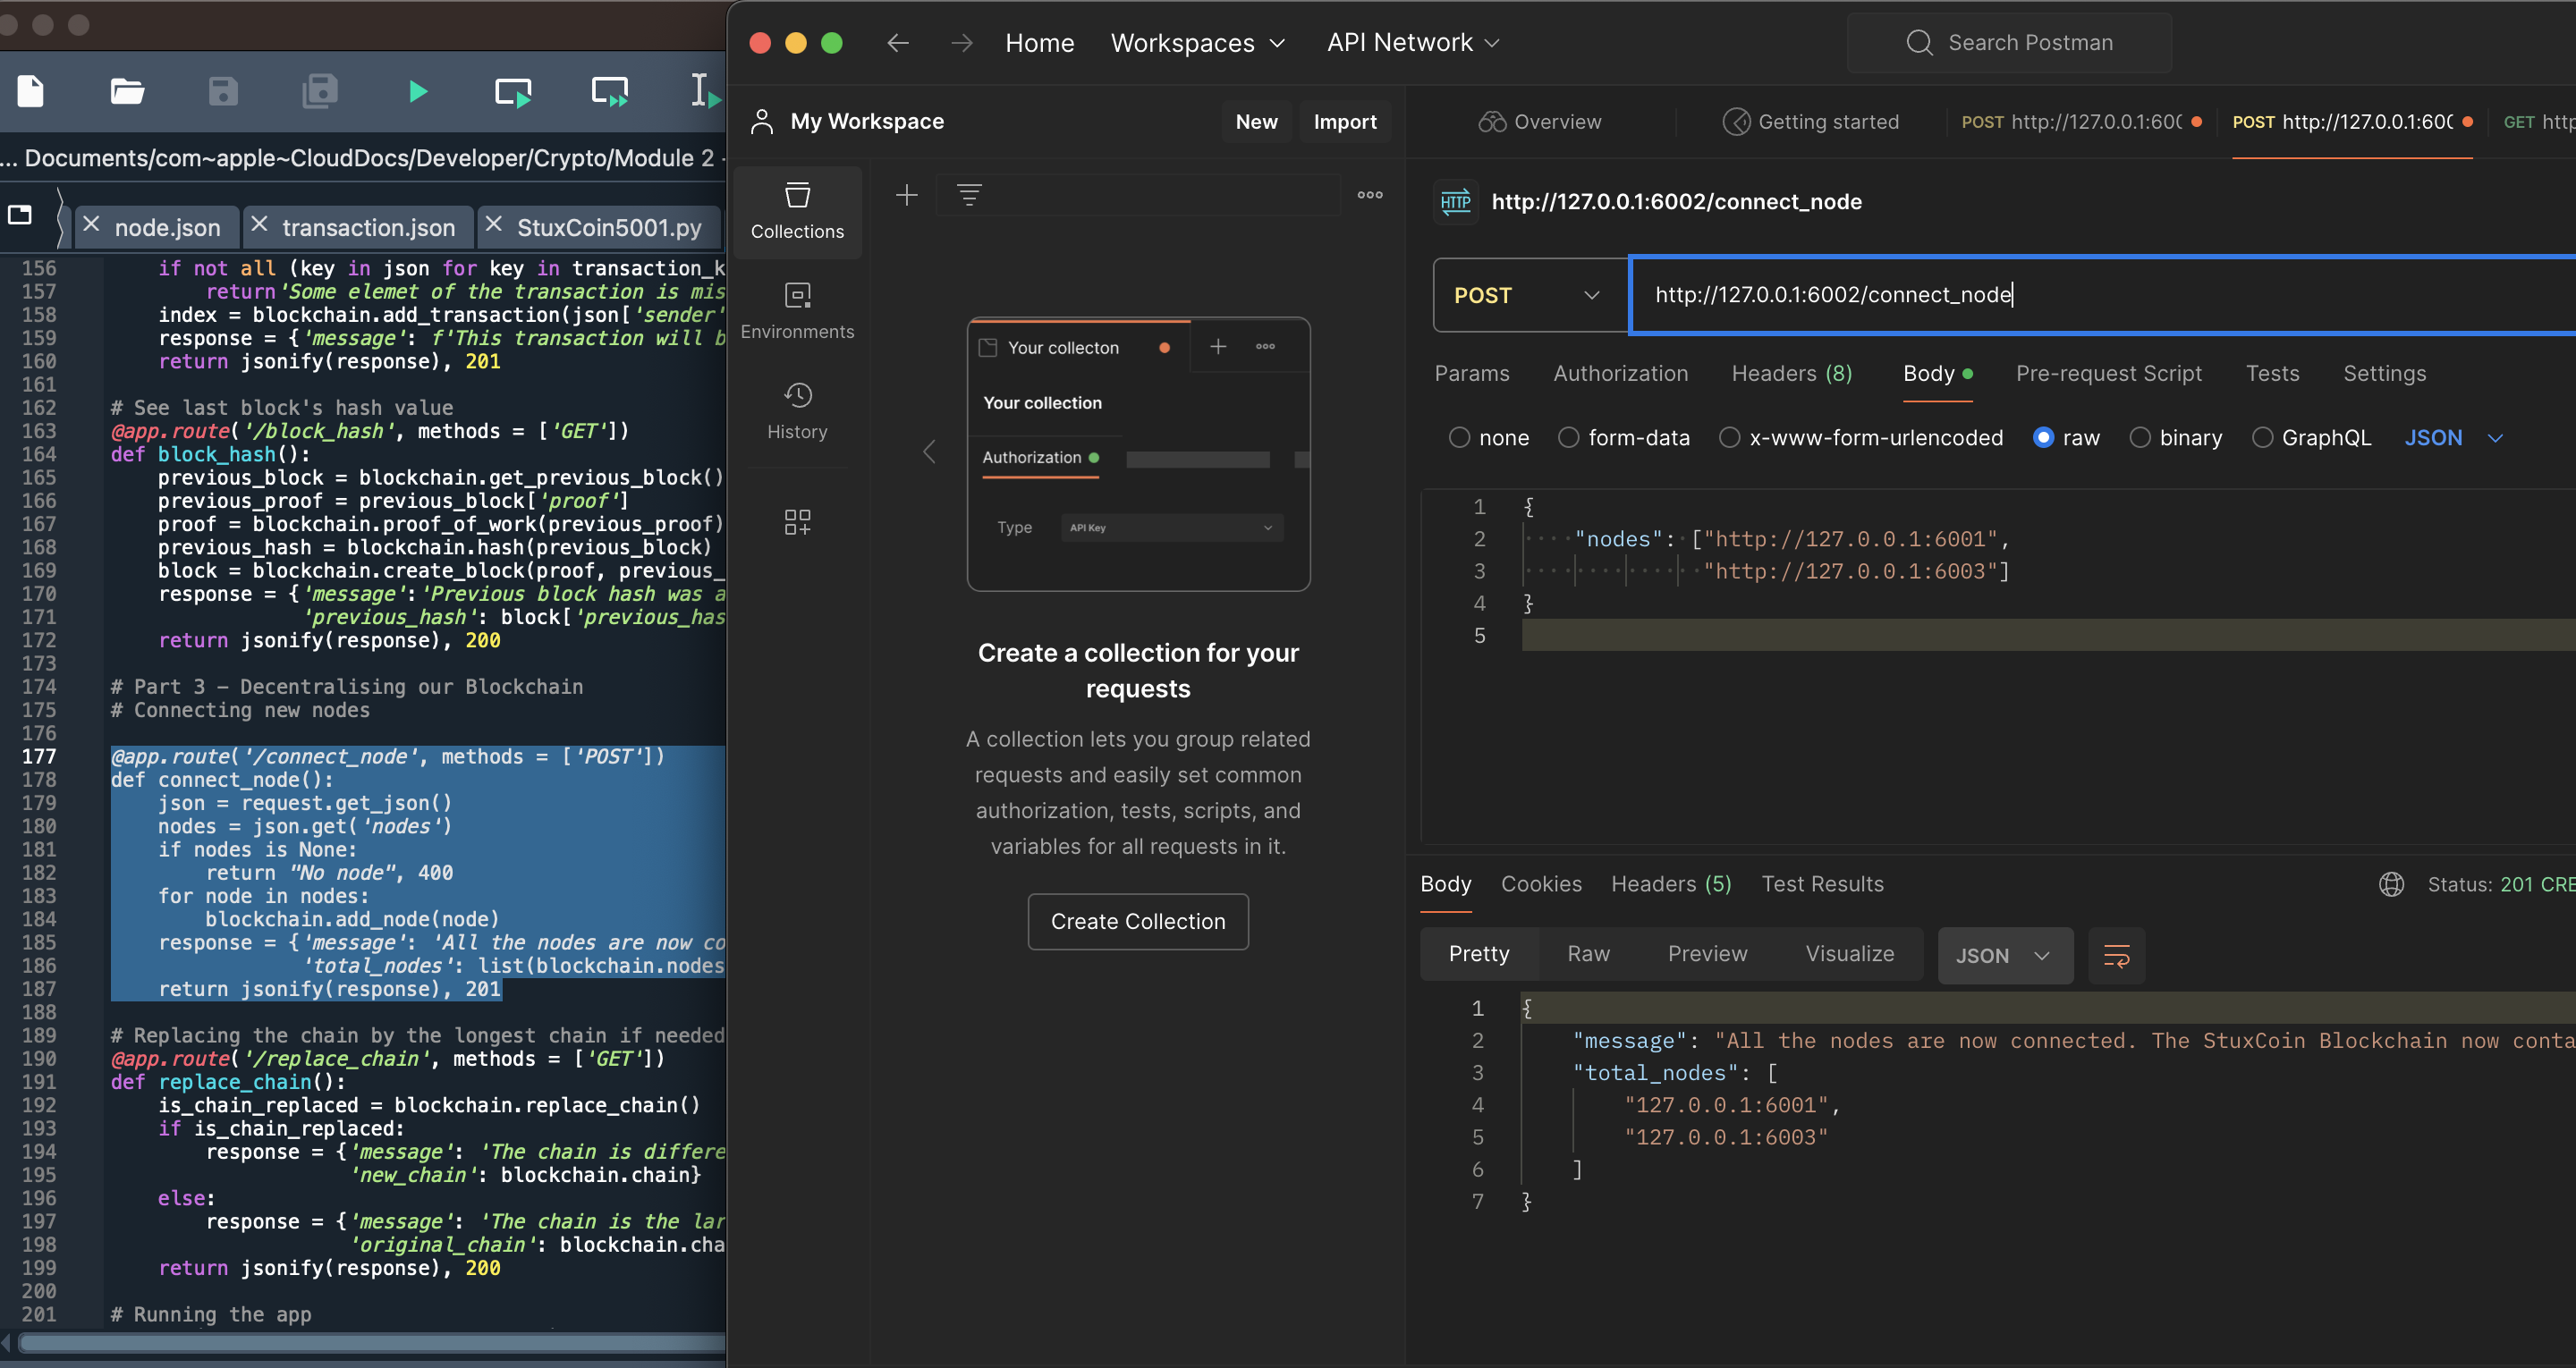 ... Documents/com~apple~CloudDocs/Developer/Crypto/Module 2 -
node.json
transaction.json
StuxCoin5001.py
156 if not all (key in json for key in transaction_k
157 return'Some elemet of the transaction is mis
158 index = blockchain.add_transaction(json['sender'
159 response = {'message': f'This transaction will b
160 return jsonify(response), 201
161
162 # See last block's hash value
163 @app.route('/block_hash', methods = ['GET'])
164 def block_hash():
165 previous_block = blockchain.get_previous_block()
166 previous_proof = previous_block['proof']
167 proof = blockchain.proof_of_work(previous_proof)
168 previous_hash = blockchain.hash(previous_block)
169 block = blockchain.create_block(proof, previous_
170 response = {'message':'Previous block hash was a
171 'previous_hash': block['previous_has
172 return jsonify(response), 200
173
174 # Part 3 – Decentralising our Blockchain
175 # Connecting new nodes
176
177 @app.route('/connect_node', methods = ['POST'])
178 def connect_node():
179 json = request.get_json()
180 nodes = json.get('nodes')
181 if nodes is None:
182 return "No node", 400
183 for node in nodes:
184 blockchain.add_node(node)
185 response = {'message': 'All the nodes are now co
186 'total_nodes': list(blockchain.nodes
187 return jsonify(response), 201
188
189 # Replacing the chain by the longest chain if needed
190 @app.route('/replace_chain', methods = ['GET'])
191 def replace_chain():
192 is_chain_replaced = blockchain.replace_chain()
193 if is_chain_replaced:
194 response = {'message': 'The chain is differe
195 'new_chain': blockchain.chain}
196 else:
197 response = {'message': 'The chain is the lar
198 'original_chain': blockchain.cha
199 return jsonify(response), 200
200
201 # Running the app
Home
Workspaces
API Network
Search Postman
My Workspace
New
Import
Overview
Getting started
POST http://127.0.0.1:600
POST http://127.0.0.1:600
GET http
Collections
Environments
History
Your collecton
Your collection
Authorization
Type
API Key
Create a collection for your
requests
A collection lets you group related
requests and easily set common
authorization, tests, scripts, and
variables for all requests in it.
Create Collection
HTTP
http://127.0.0.1:6002/connect_node
POST
http://127.0.0.1:6002/connect_node
Params
Authorization
Headers (8)
Body
Pre-request Script
Tests
Settings
none
form-data
x-www-form-urlencoded
raw
binary
GraphQL
JSON
1 {
2 "nodes": ["http://127.0.0.1:6001",
3 "http://127.0.0.1:6003"]
4 }
5
Body
Cookies
Headers (5)
Test Results
Status: 201 CRE
Pretty
Raw
Preview
Visualize
JSON
1 {
2 "message": "All the nodes are now connected. The StuxCoin Blockchain now conta
3 "total_nodes": [
4 "127.0.0.1:6001",
5 "127.0.0.1:6003"
6 ]
7 }